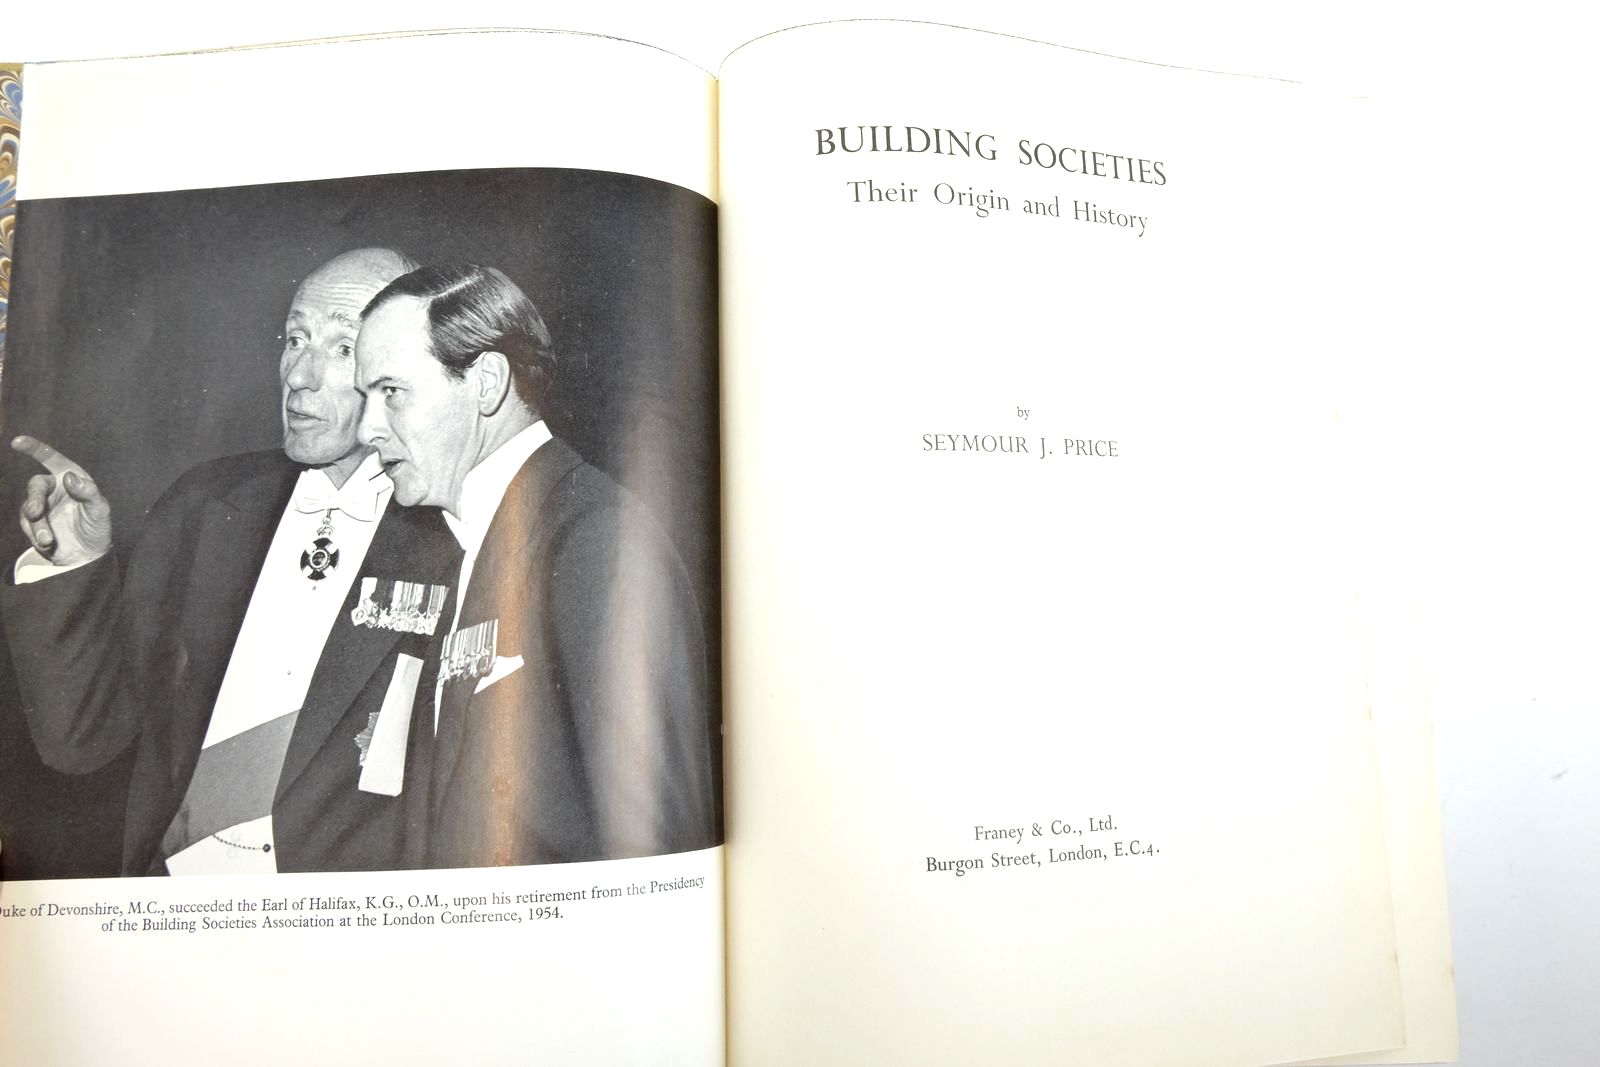 Duke of Devonshire, M.C., succeeded the Earl of Halifax, K.G., O.M., upon his retirement from the Presidency
of the Building Societies Association at the London Conference, 1954.
BUILDING SOCIETIES
Their Origin and History
by
SEYMOUR J. PRICE
Franey & Co., Ltd.
Burgon Street, London, E.C.4.